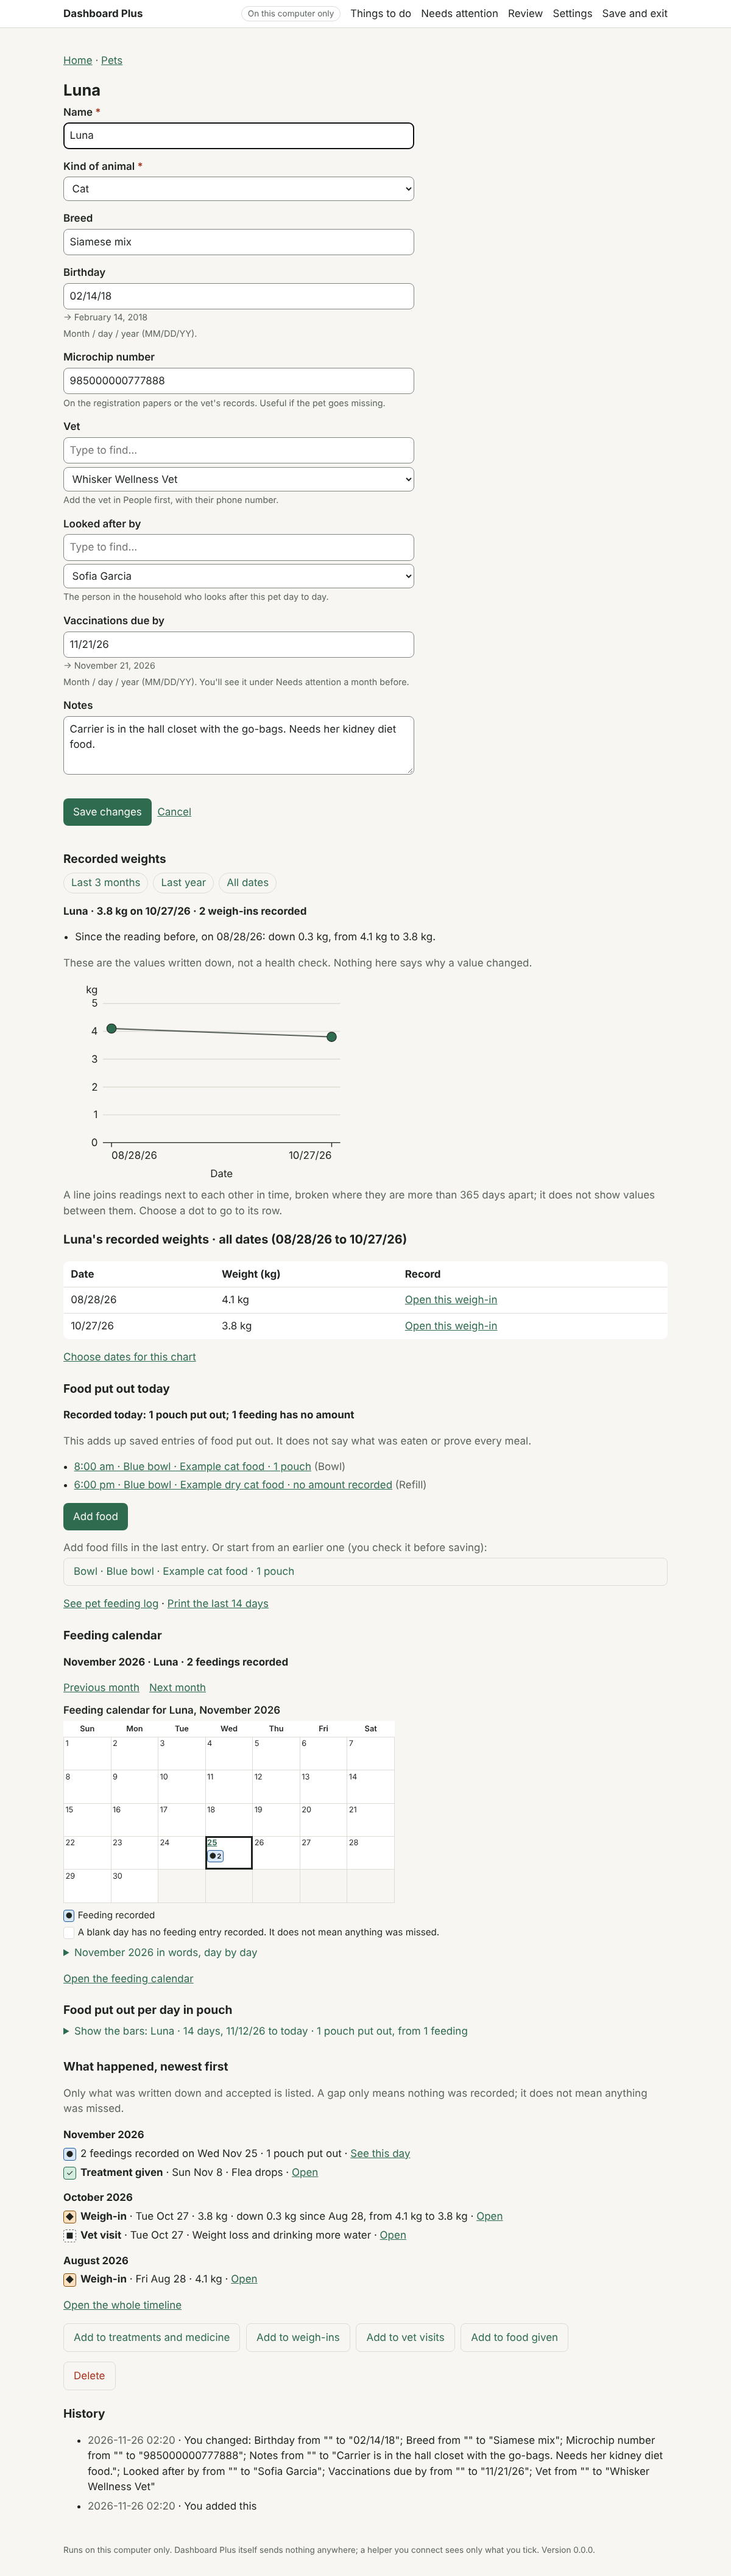 Dashboard Plus
On this computer only
Things to do
Needs attention
Review
Settings
Save and exit
Home · Pets
Luna
Name *
Luna
Kind of animal *
Cat
Breed
Siamese mix
Birthday
02/14/18
→ February 14, 2018
Month / day / year (MM/DD/YY).
Microchip number
985000000777888
On the registration papers or the vet's records. Useful if the pet goes missing.
Vet
Type to find...
Whisker Wellness Vet
Add the vet in People first, with their phone number.
Looked after by
Type to find...
Sofia Garcia
The person in the household who looks after this pet day to day.
Vaccinations due by
11/21/26
→ November 21, 2026
Month / day / year (MM/DD/YY). You'll see it under Needs attention a month before.
Notes
Carrier is in the hall closet with the go-bags. Needs her kidney diet
food.
Save changes
Cancel
Recorded weights
Last 3 months
Last year
All dates
Luna · 3.8 kg on 10/27/26 · 2 weigh-ins recorded
• Since the reading before, on 08/28/26: down 0.3 kg, from 4.1 kg to 3.8 kg.
These are the values written down, not a health check. Nothing here says why a value changed.
kg
5
4
3
2
1
0
08/28/26
10/27/26
Date
A line joins readings next to each other in time, broken where they are more than 365 days apart; it does not show values
between them. Choose a dot to go to its row.
Luna's recorded weights · all dates (08/28/26 to 10/27/26)
Date Weight (kg) Record
08/28/26 4.1 kg Open this weigh-in
10/27/26 3.8 kg Open this weigh-in
Choose dates for this chart
Food put out today
Recorded today: 1 pouch put out; 1 feeding has no amount
This adds up saved entries of food put out. It does not say what was eaten or prove every meal.
8:00 am · Blue bowl · Example cat food · 1 pouch (Bowl)
6:00 pm · Blue bowl · Example dry cat food · no amount recorded (Refill)
Add food
Add food fills in the last entry. Or start from an earlier one (you check it before saving):
Bowl · Blue bowl · Example cat food · 1 pouch
See pet feeding log · Print the last 14 days
Feeding calendar
November 2026 · Luna · 2 feedings recorded
Previous month Next month
Feeding calendar for Luna, November 2026
Sun Mon Tue Wed Thu Fri Sat
1 2 3 4 5 6 7
8 9 10 11 12 13 14
15 16 17 18 19 20 21
22 23 24 25 26 27 28
2
29 30
Feeding recorded
A blank day has no feeding entry recorded. It does not mean anything was missed.
November 2026 in words, day by day
Open the feeding calendar
Food put out per day in pouch
Show the bars: Luna · 14 days, 11/12/26 to today · 1 pouch put out, from 1 feeding
What happened, newest first
Only what was written down and accepted is listed. A gap only means nothing was recorded; it does not mean anything
was missed.
November 2026
2 feedings recorded on Wed Nov 25 · 1 pouch put out · See this day
Treatment given · Sun Nov 8 · Flea drops · Open
October 2026
Weigh-in · Tue Oct 27 · 3.8 kg · down 0.3 kg since Aug 28, from 4.1 kg to 3.8 kg · Open
Vet visit · Tue Oct 27 · Weight loss and drinking more water · Open
August 2026
Weigh-in · Fri Aug 28 · 4.1 kg · Open
Open the whole timeline
Add to treatments and medicine
Add to weigh-ins
Add to vet visits
Add to food given
Delete
History
2026-11-26 02:20 · You changed: Birthday from "" to "02/14/18"; Breed from "" to "Siamese mix"; Microchip number
from "" to "985000000777888"; Notes from "" to "Carrier is in the hall closet with the go-bags. Needs her kidney diet
food."; Looked after by from "" to "Sofia Garcia"; Vaccinations due by from "" to "11/21/26"; Vet from "" to "Whisker
Wellness Vet"
2026-11-26 02:20 · You added this
Runs on this computer only. Dashboard Plus itself sends nothing anywhere; a helper you connect sees only what you tick. Version 0.0.0.